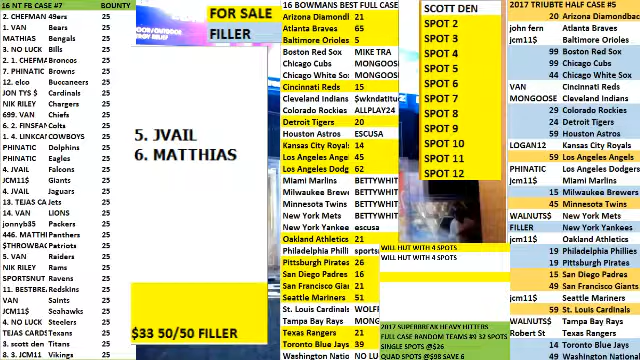 16 NT FB CASE #7 BOUNTY
2. CHEFMAN 49ers 25
1. VAN Bears 25
MATHIAS Bengals 25
3. NO LUCK Bills 25
2. 1. CHEFMA Broncos 25
7. PHINATIC Browns 25
12. elco Buccaneers 25
JON TYS $ Cardinals 25
NIK RILEY Chargers 25
699. VAN Chiefs 25
6. 2. FINSFAN Colts 25
1. 4. LINKCAL COWBOYS 25
PHINATIC Dolphins 25
PHINATIC Eagles 25
4. JVAIL Falcons 25
JCM11$ Giants 25
4. JVAIL Jaguars 25
13. TEJAS CA Jets 25
14. VAN LIONS 25
jonnyb35 Packers 25
446. MATTHI Panthers 25
$THROWBAC Patriots 25
5. VAN Raiders 25
NIK RILEY Rams 25
SPORTSNUT Ravens 25
11. BESTBRE. Redskins 25
VAN Saints 25
JCM11$ Seahawks 25
4. NO LUCK Steelers 25
TEJAS CARDS Texans 25
3. scott den Titans 25
8. 3. JCM11$ Vikings 25
FOR SALE
FILLER
5. JVAIL
6. MATTHIAS
$33 50/50 FILLER
16 BOWMANS BEST FULL CASE
Arizona Diamondl 21
Atlanta Braves 65
Baltimore Orioles 5
Boston Red Sox MIKE TRA
Chicago Cubs MONGOOS
Chicago White Sox MONGOOS
Cincinnati Reds 15
Cleveland Indians $wkndatitu
Colorado Rockies ALLPLAY24
Detroit Tigers 20
Houston Astros ESCUSA
Kansas City Royals 14
Los Angeles Angels 45
Los Angeles Dodg 62
Miami Marlins BETTYWHIT
Milwaukee Brewe BETTYWHIT
Minnesota Twins BETTYWHIT
New York Mets BETTYWHIT
New York Yankee escusa
Oakland Athletics 21
Philadelphia Philli sports
Pittsburgh Pirates 26
San Diego Padres 16
San Francisco Gia 21
Seattle Mariners 51
St. Louis Cardinals WOLF
Tampa Bay Rays MONG
Texas Rangers 21
Toronto Blue Jays 39
Washington Natio NO LU
SCOTT DEN
SPOT 2
SPOT 3
SPOT 4
SPOT 5
SPOT 6
SPOT 7
SPOT 8
SPOT 9
SPOT 10
SPOT 11
SPOT 12
WILL HUT WITH 4 SPOTS
WILL HUT WITH 4 SPOTS
2017 SUPERBREAK HEAVY HITTERS
FULL CASE RANDOM TEAMS #9 32 SPOTS
SINGLE SPOTS @$26
QUAD SPOTS @$98 SAVE 6
2017 TRIUBTE HALF CASE #5
20 Arizona Diamondbac
john fern Atlanta Braves
jcm11$ Baltimore Orioles
99 Boston Red Sox
99 Chicago Cubs
44 Chicago White Sox
VAN Cincinnati Reds
MONGOOSE Cleveland Indians
29 Colorado Rockies
24 Detroit Tigers
59 Houston Astros
LOGAN12 Kansas City Royals
59 Los Angeles Angels
PHINATIC Los Angeles Dodgers
JCM11$ Miami Marlins
15 Milwaukee Brewers
45 Minnesota Twins
WALNUTS$ New York Mets
FILLER New York Yankees
jcm11$ Oakland Athletics
19 Philadelphia Phillies
19 Pittsburgh Pirates
15 San Diego Padres
49 San Francisco Giants
jcm11$ Seattle Mariners
59 St. Louis Cardinals
WALNUTS$ Tampa Bay Rays
Robert St Texas Rangers
14 Toronto Blue Jays
49 Washington Nationals